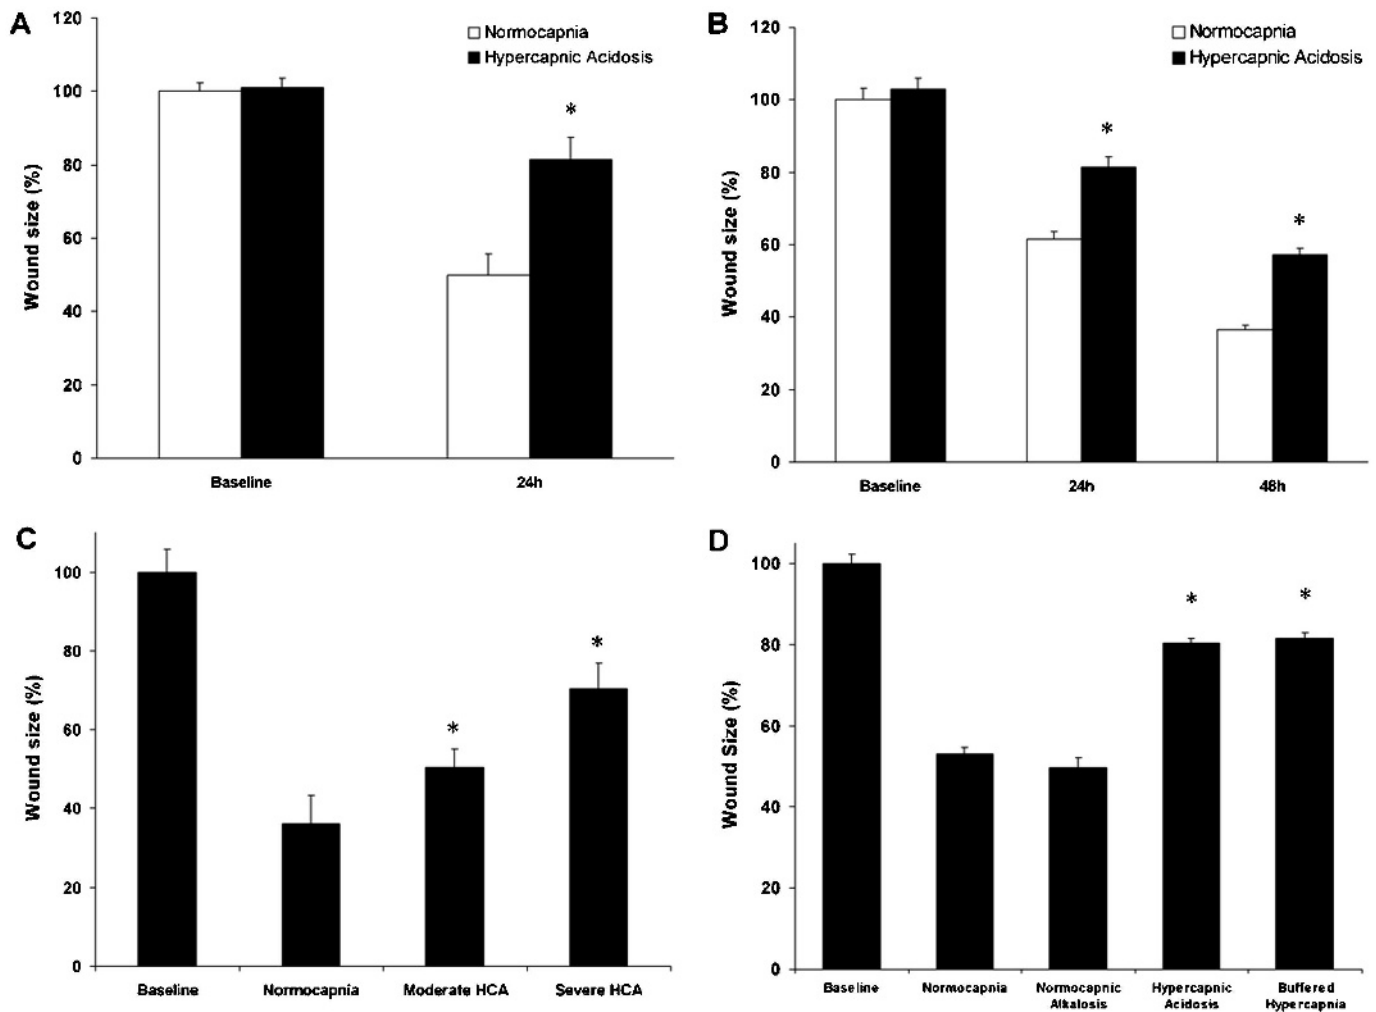 A
Normocapnia
Hypercapnic Acidosis
Wound size (%)
120
100
80
60
40
20
0
*
Baseline
24h
B
Normocapnia
Hypercapnic Acidosis
Wound size (%)
120
100
80
60
40
20
0
*
*
Baseline
24h
48h
C
Wound size (%)
100
80
60
40
20
0
*
*
Baseline
Normocapnia
Moderate HCA
Severe HCA
D
Wound Size (%)
100
80
60
40
20
0
*
*
Baseline
Normocapnia
Normocapnic
Alkalosis
Hypercapnic
Acidosis
Buffered
Hypercapnia